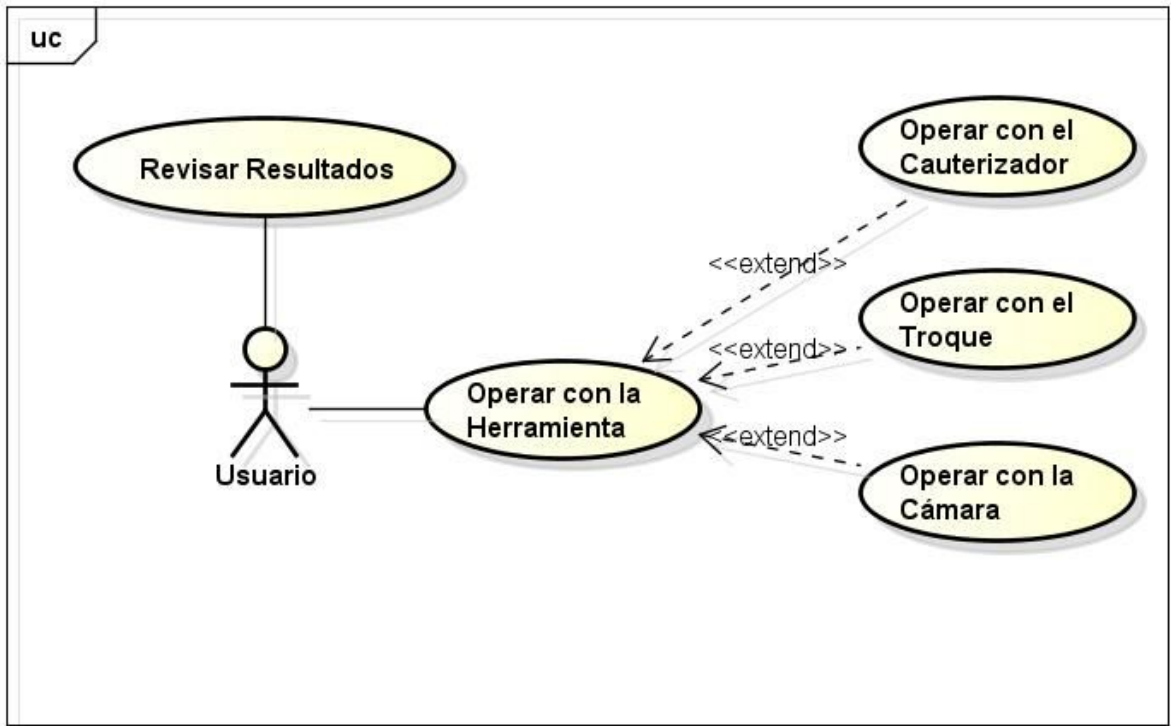 uc
Revisar Resultados
Usuario
Operar con la
Herramienta
<<extend>>
<<extend>>
<<extend>>
Operar con el
Cauterizador
Operar con el
Troque
Operar con la
Cámara